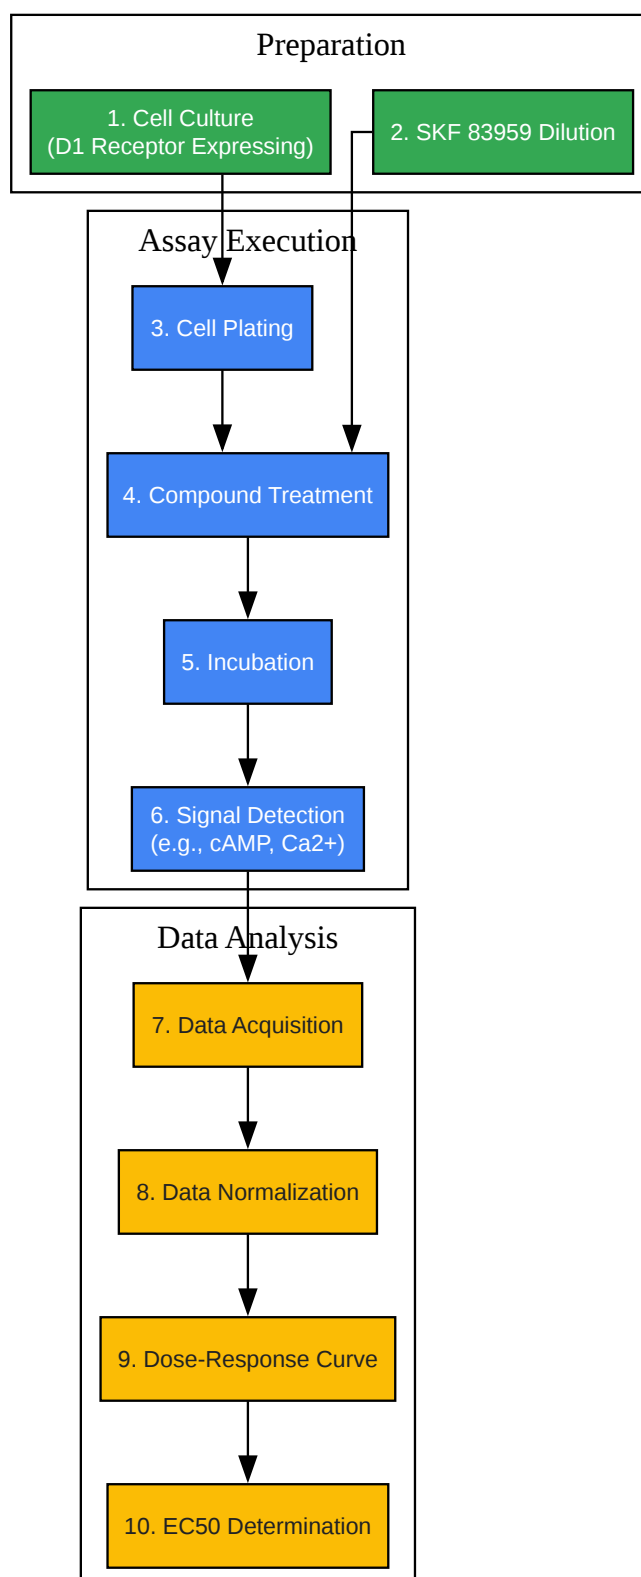 Preparation
1. Cell Culture
(D1 Receptor Expressing)
2. SKF 83959 Dilution
Assay Execution
3. Cell Plating
4. Compound Treatment
5. Incubation
6. Signal Detection
(e.g., cAMP, Ca2+)
Data Analysis
7. Data Acquisition
8. Data Normalization
9. Dose-Response Curve
10. EC50 Determination